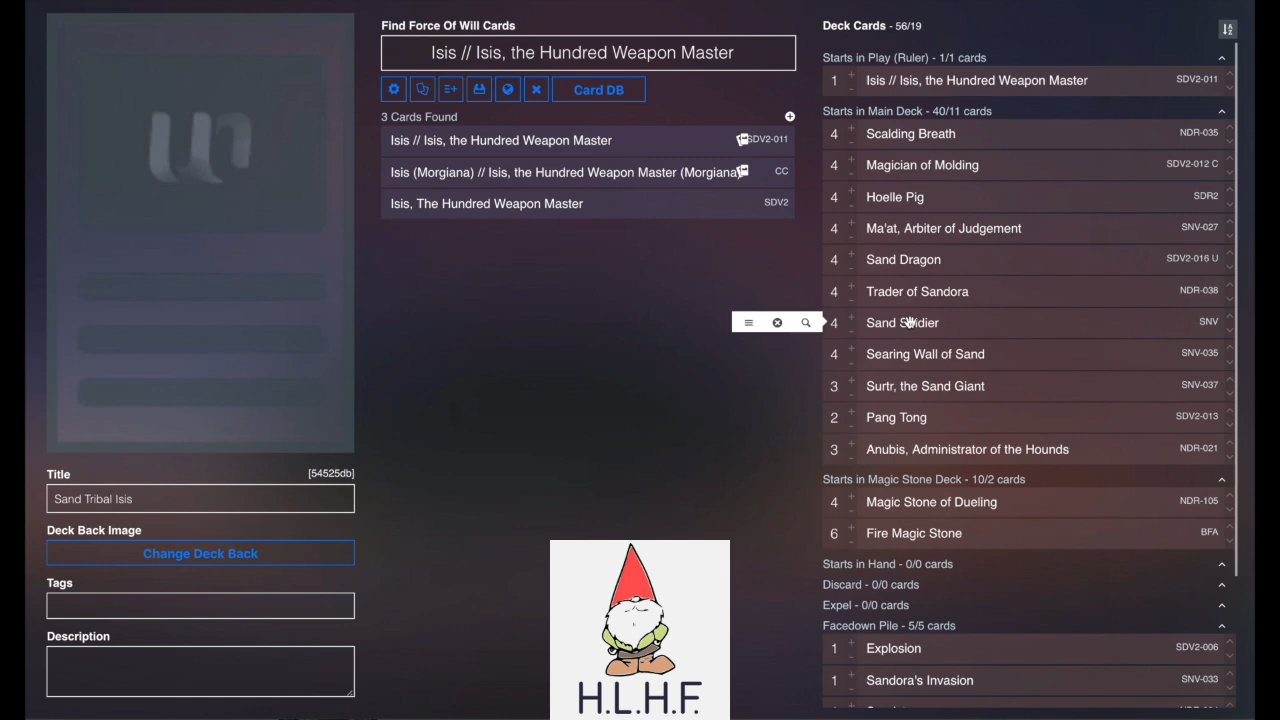 Find Force Of Will Cards
Isis // Isis, the Hundred Weapon Master
Card DB
3 Cards Found
Isis // Isis, the Hundred Weapon Master SDV2-011
Isis (Morgiana) // Isis, the Hundred Weapon Master (Morgiana) CC
Isis, The Hundred Weapon Master SDV2
Title [54525db]
Sand Tribal Isis
Deck Back Image
Change Deck Back
Tags
Description
H.L.H.F.
Deck Cards - 56/19
Starts in Play (Ruler) - 1/1 cards
1 Isis // Isis, the Hundred Weapon Master SDV2-011
Starts in Main Deck - 40/11 cards
4 Scalding Breath NDR-035
4 Magician of Molding SDV2-012 C
4 Hoelle Pig SDR2
4 Ma'at, Arbiter of Judgement SNV-027
4 Sand Dragon SDV2-016 U
4 Trader of Sandora NDR-038
4 Sand Soldier SNV
4 Searing Wall of Sand SNV-035
3 Surtr, the Sand Giant SNV-037
2 Pang Tong SDV2-013
3 Anubis, Administrator of the Hounds NDR-021
Starts in Magic Stone Deck - 10/2 cards
4 Magic Stone of Dueling NDR-105
6 Fire Magic Stone BFA
Starts in Hand - 0/0 cards
Discard - 0/0 cards
Expel - 0/0 cards
Facedown Pile - 5/5 cards
1 Explosion SDV2-006
1 Sandora's Invasion SNV-033